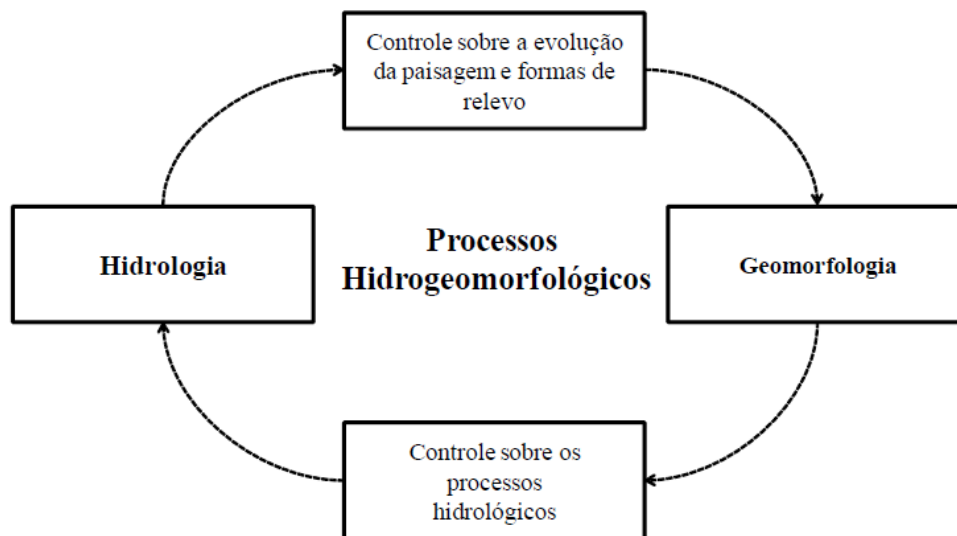 Controle sobre a evolução
da paisagem e formas de
relevo
Hidrologia
Processos
Hidrogeomorfológicos
Geomorfologia
Controle sobre os
processos
hidrológicos